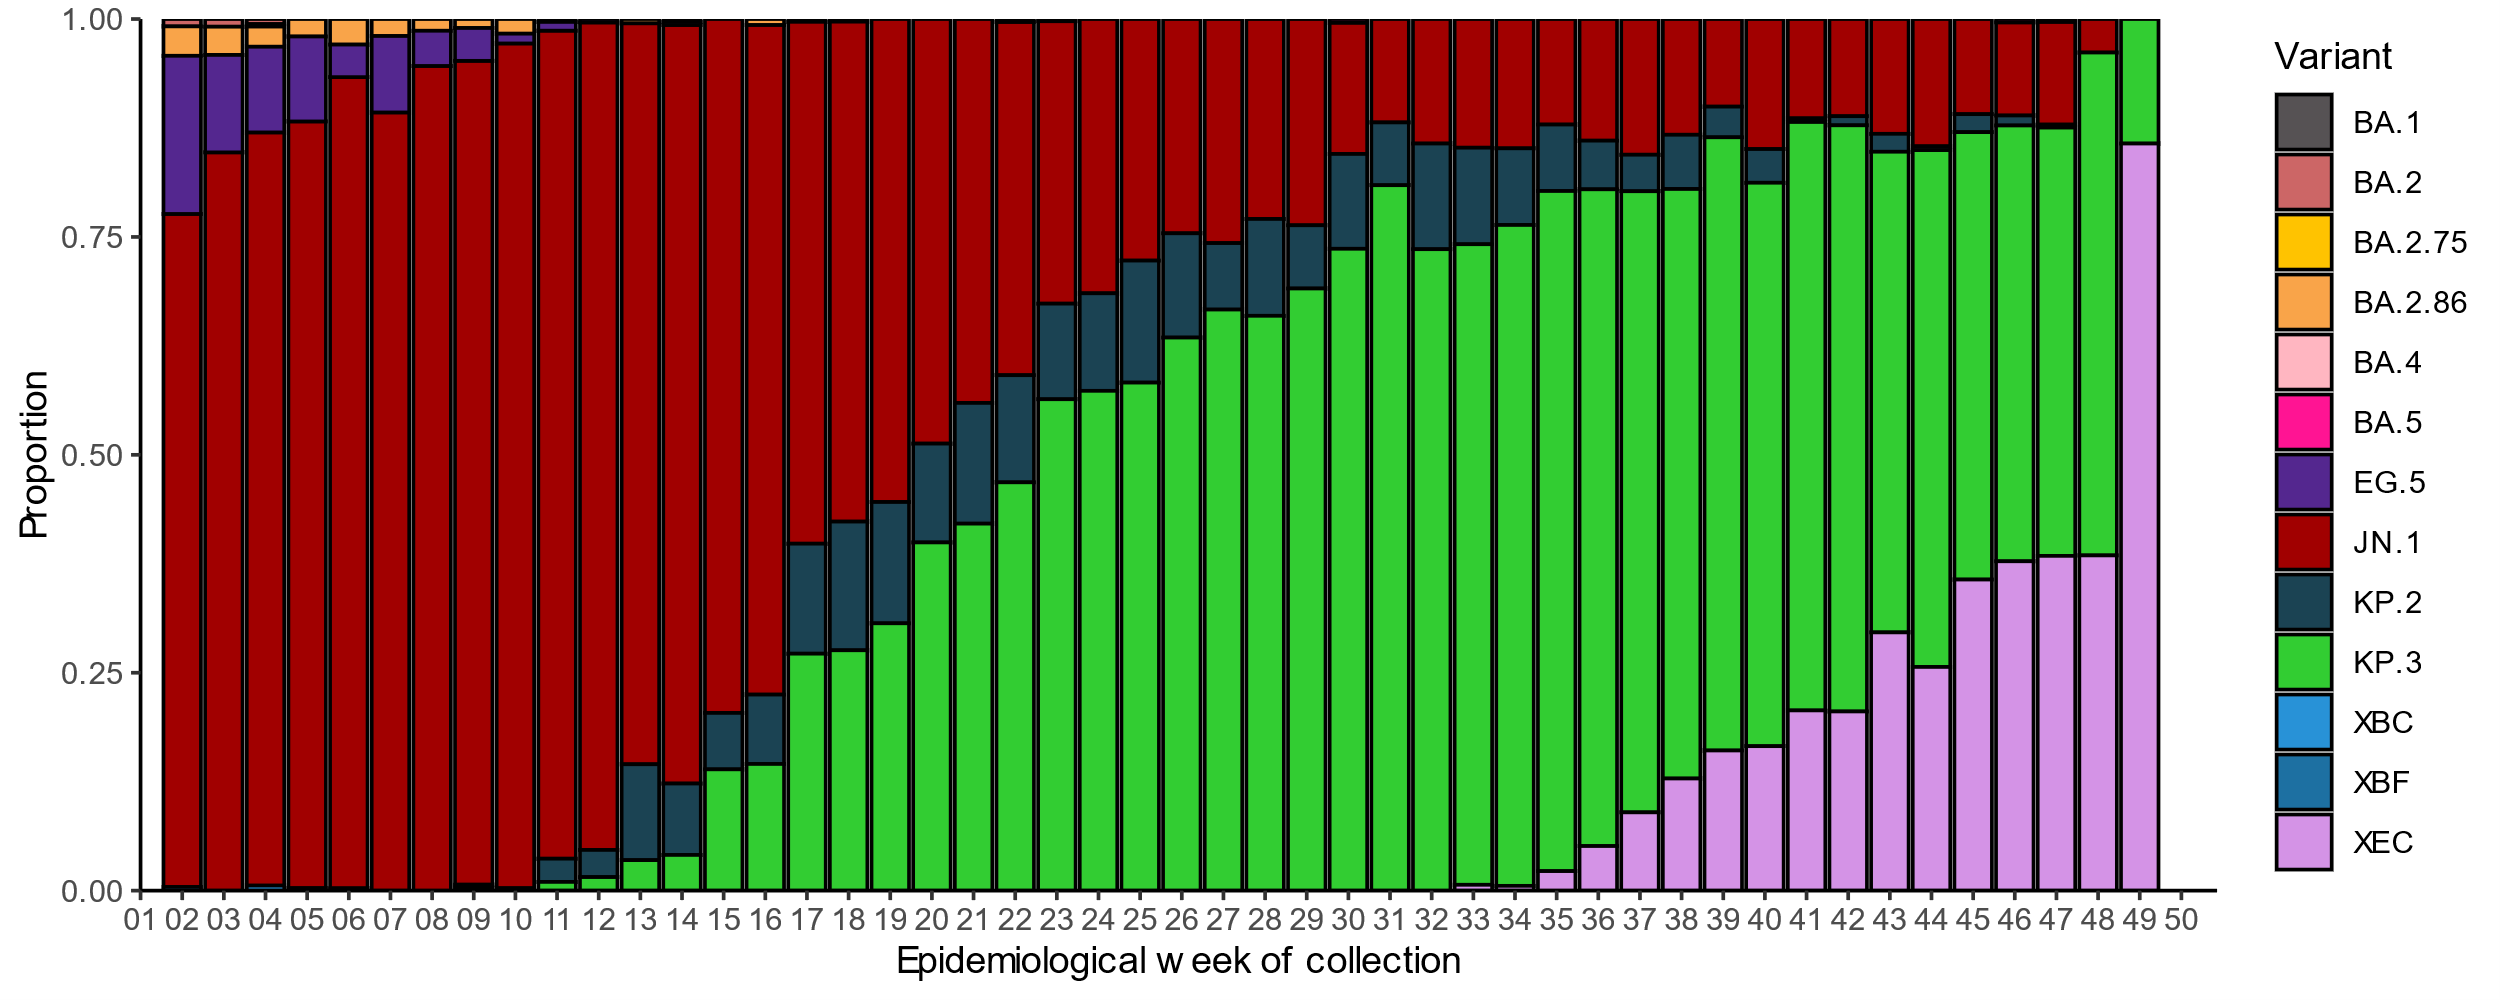 1.00
0.75
0.50
0.25
0.00
Proportion
01 02 03 04 05 06 07 08 09 10 11 12 13 14 15 16 17 18 19 20 21 22 23 24 25 26 27 28 29 30 31 32 33 34 35 36 37 38 39 40 41 42 43 44 45 46 47 48 49 50
Epidemiological week of collection
Variant
BA.1
BA.2
BA.2.75
BA.2.86
BA.4
BA.5
EG.5
JN.1
KP.2
KP.3
XBC
XBF
XEC